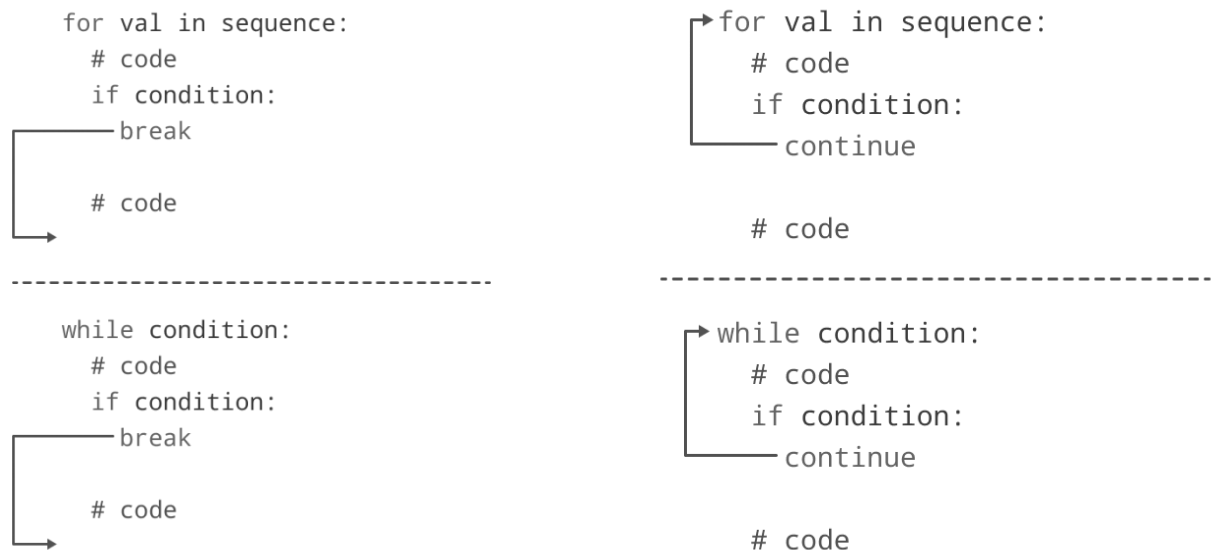 for val in sequence:
# code
if condition:
break
# code
while condition:
# code
if condition:
break
# code
for val in sequence:
# code
if condition:
continue
# code
while condition:
# code
if condition:
continue
# code